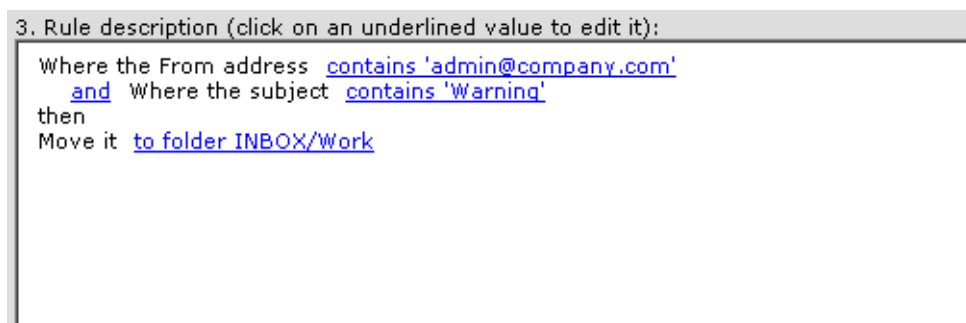 3. Rule description (click on an underlined value to edit it):
Where the From address contains 'admin@company.com'
and Where the subject contains 'Warning'
then
Move it to folder INBOX/Work